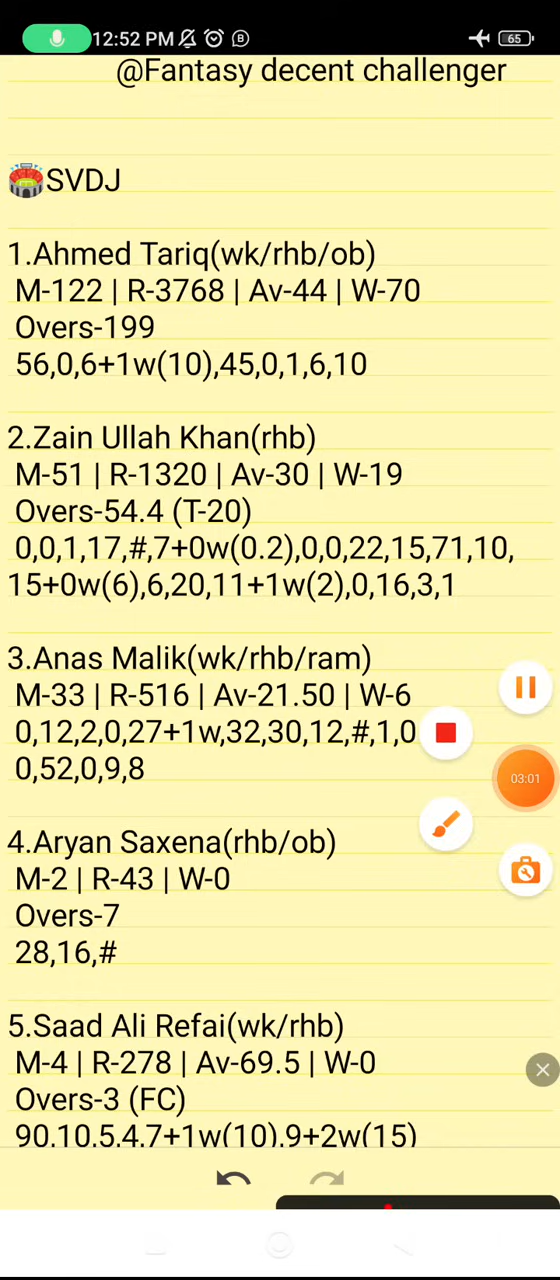 12:52 PM
65
@Fantasy decent challenger
SVDJ
1.Ahmed Tariq(wk/rhb/ob)
M-122 | R-3768 | Av-44 | W-70
Overs-199
56,0,6+1w(10),45,0,1,6,10
2.Zain Ullah Khan(rhb)
M-51 | R-1320 | Av-30 | W-19
Overs-54.4 (T-20)
0,0,1,17,#,7+0w(0.2),0,0,22,15,71,10,
15+0w(6),6,20,11+1w(2),0,16,3,1
3.Anas Malik(wk/rhb/ram)
M-33 | R-516 | Av-21.50 | W-6
0,12,2,0,27+1w,32,30,12,#,1,0
0,52,0,9,8
03:01
4.Aryan Saxena(rhb/ob)
M-2 | R-43 | W-0
Overs-7
28,16,#
5.Saad Ali Refai(wk/rhb)
M-4 | R-278 | Av-69.5 | W-0
Overs-3 (FC)
90,10,5,4,7+1w(10),9+2w(15)